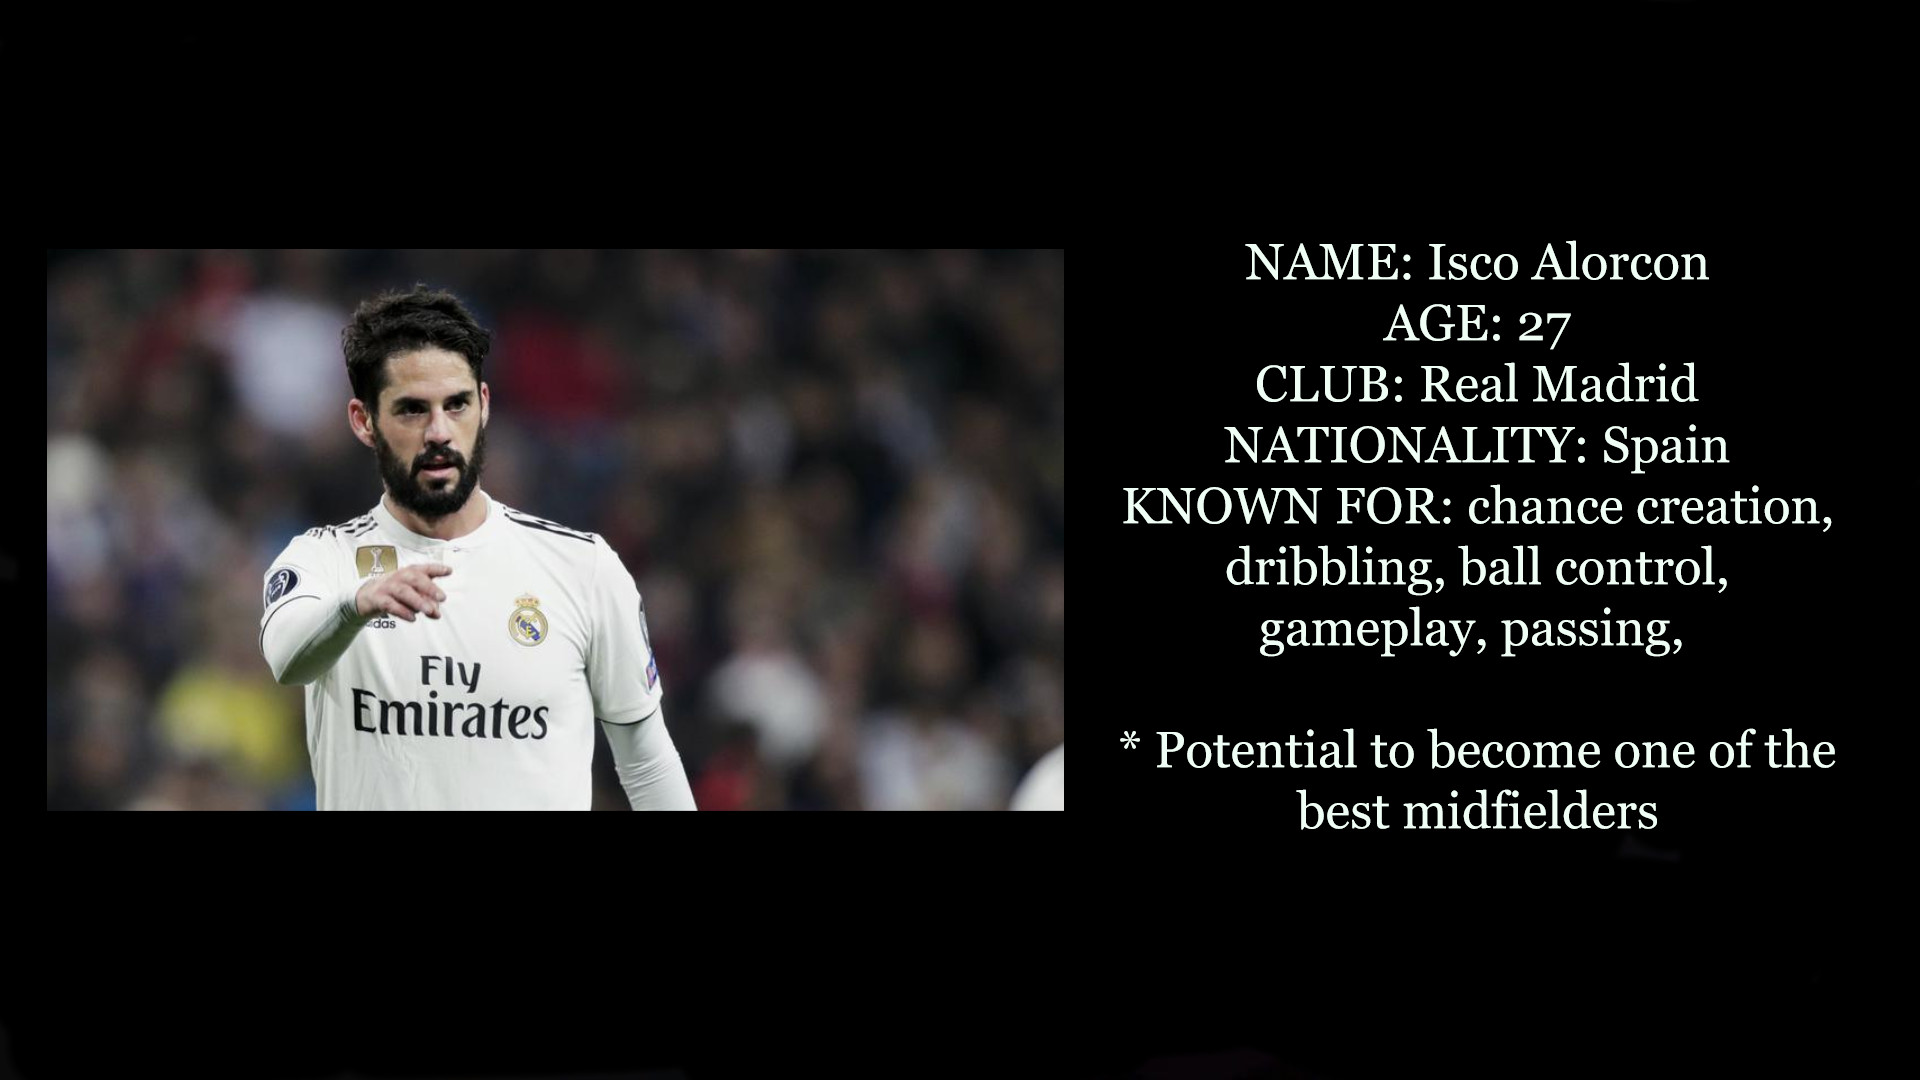 NAME: Isco Alorcon
AGE: 27
CLUB: Real Madrid
NATIONALITY: Spain
KNOWN FOR: chance creation,
dribbling, ball control,
gameplay, passing,
* Potential to become one of the
best midfielders
Fly
Emirates